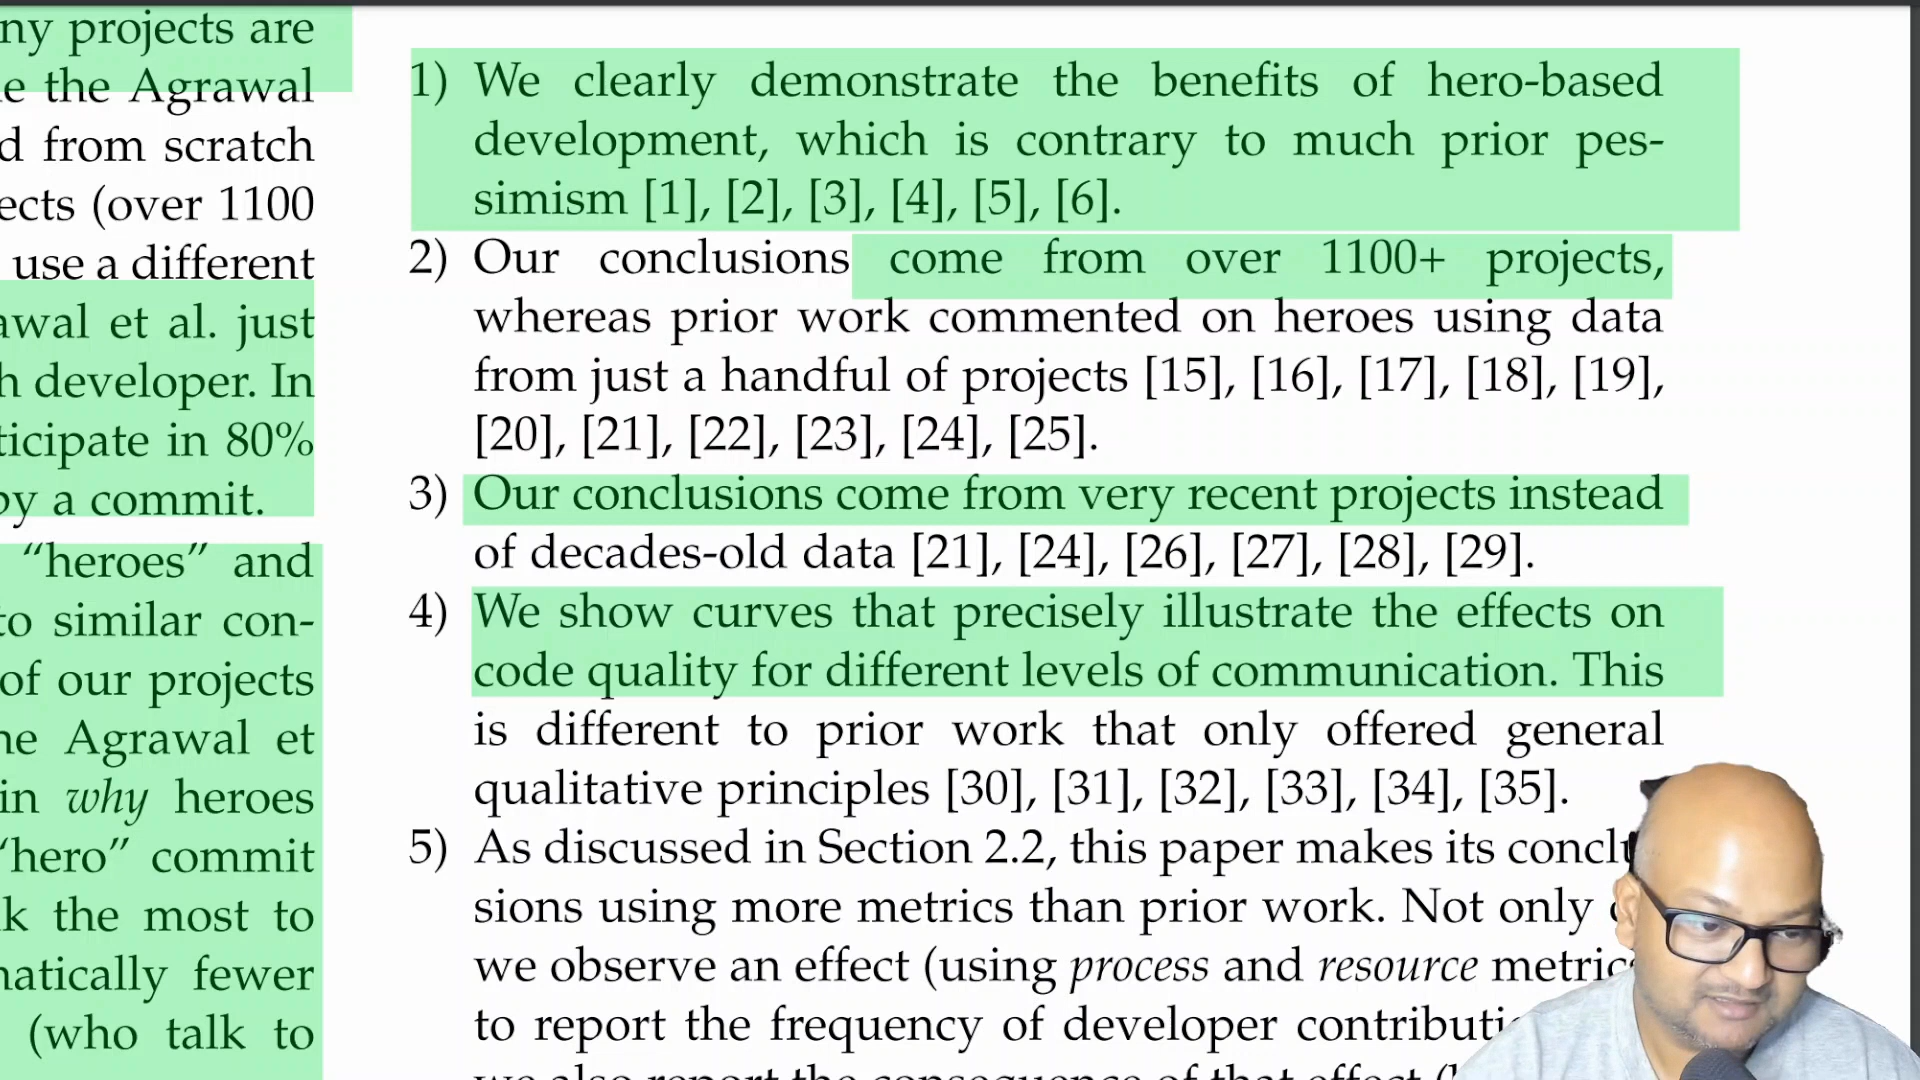 ny projects are
e the Agrawal
d from scratch
ects (over 1100
use a different
awal et al. just
h developer. In
ticipate in 80%
by a commit.
“heroes” and
to similar con-
of our projects
he Agrawal et
in why heroes
“hero” commit
k the most to
natically fewer
(who talk to
1) We clearly demonstrate the benefits of hero-based
development, which is contrary to much prior pes-
simism [1], [2], [3], [4], [5], [6].
2) Our conclusions come from over 1100+ projects,
whereas prior work commented on heroes using data
from just a handful of projects [15], [16], [17], [18], [19],
[20], [21], [22], [23], [24], [25].
3) Our conclusions come from very recent projects instead
of decades-old data [21], [24], [26], [27], [28], [29].
4) We show curves that precisely illustrate the effects on
code quality for different levels of communication. This
is different to prior work that only offered general
qualitative principles [30], [31], [32], [33], [34], [35].
5) As discussed in Section 2.2, this paper makes its conclu
sions using more metrics than prior work. Not only
we observe an effect (using process and resource metric
to report the frequency of developer contributi
we also report the consequence of that effect